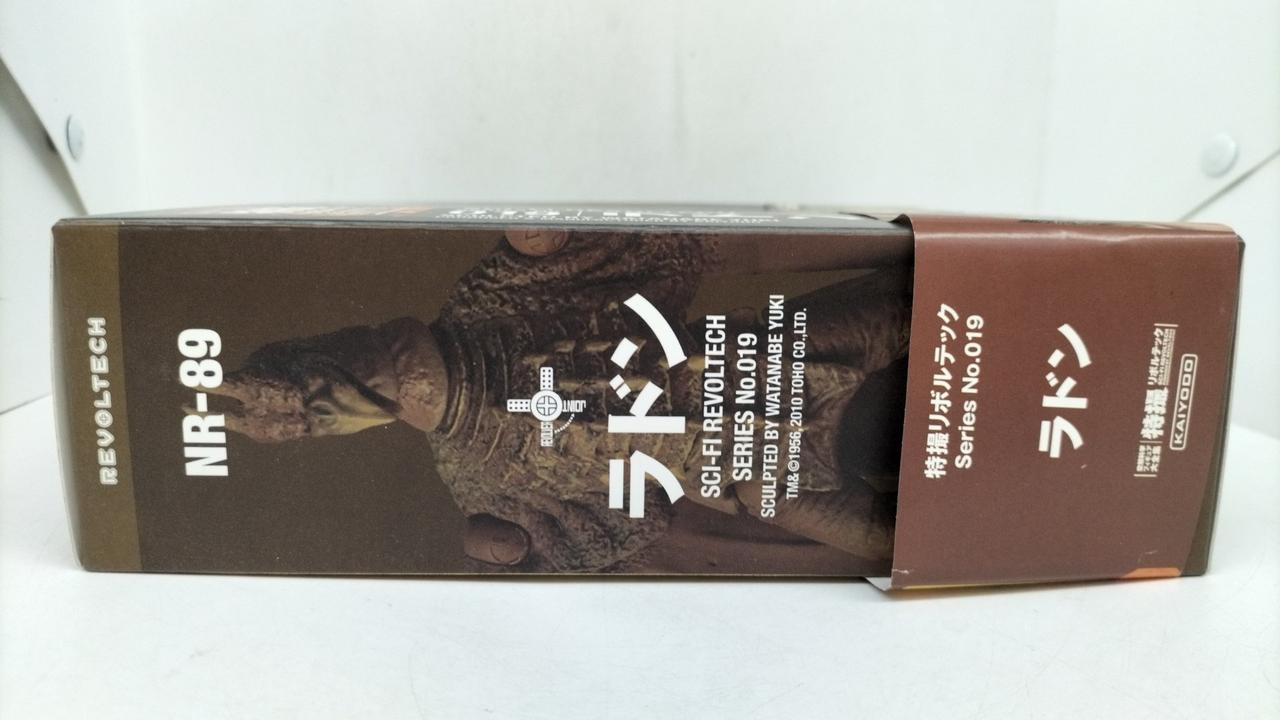 REVOLTECH
NR-89
REVOLVER
JOINT
ラドン
SCI-FI REVOLTECH
SERIES No.019
SCULPTED BY WATANABE YUKI
TM&©1956, 2010 TOHO CO.,LTD.
特撮リボルテック
Series No.019
ラドン
特撮 リボルテック
KAIYODO